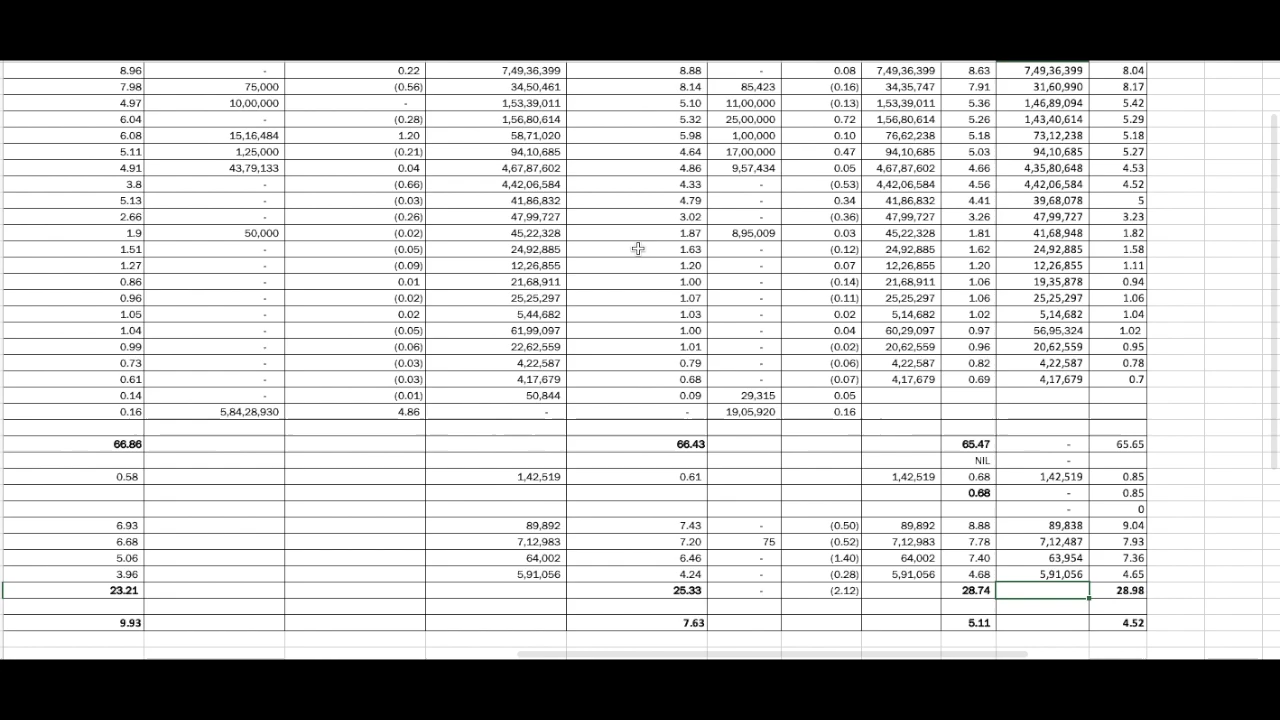 8.96 - 0.22 7,49,36,399 8.88 - 0.08 7,49,36,399 8.63 7,49,36,399 8.04
7.98 75,000 (0.56) 34,50,461 8.14 85,423 (0.16) 34,35,747 7.91 31,60,990 8.17
4.97 10,00,000 - 1,53,39,011 5.10 11,00,000 (0.13) 1,53,39,011 5.36 1,46,89,094 5.42
6.04 - (0.28) 1,56,80,614 5.32 25,00,000 0.72 1,56,80,614 5.26 1,43,40,614 5.29
6.08 15,16,484 1.20 58,71,020 5.98 1,00,000 0.10 76,62,238 5.18 73,12,238 5.18
5.11 1,25,000 (0.21) 94,10,685 4.64 17,00,000 0.47 94,10,685 5.03 94,10,685 5.27
4.91 43,79,133 0.04 4,67,87,602 4.86 9,57,434 0.05 4,67,87,602 4.66 4,35,80,648 4.53
3.8 - (0.66) 4,42,06,584 4.33 - (0.53) 4,42,06,584 4.56 4,42,06,584 4.52
5.13 - (0.03) 41,86,832 4.79 - 0.34 41,86,832 4.41 39,68,078 5
2.66 - (0.26) 47,99,727 3.02 - (0.36) 47,99,727 3.26 47,99,727 3.23
1.9 50,000 (0.02) 45,22,328 1.87 8,95,009 0.03 45,22,328 1.81 41,68,948 1.82
1.51 - (0.05) 24,92,885 1.63 - (0.12) 24,92,885 1.62 24,92,885 1.58
1.27 - (0.09) 12,26,855 1.20 - 0.07 12,26,855 1.20 12,26,855 1.11
0.86 - 0.01 21,68,911 1.00 - (0.14) 21,68,911 1.06 19,35,878 0.94
0.96 - (0.02) 25,25,297 1.07 - (0.11) 25,25,297 1.06 25,25,297 1.06
1.05 - 0.02 5,44,682 1.03 - 0.02 5,14,682 1.02 5,14,682 1.04
1.04 - (0.05) 61,99,097 1.00 - 0.04 60,29,097 0.97 56,95,324 1.02
0.99 - (0.06) 22,62,559 1.01 - (0.02) 20,62,559 0.96 20,62,559 0.95
0.73 - (0.03) 4,22,587 0.79 - (0.06) 4,22,587 0.82 4,22,587 0.78
0.61 - (0.03) 4,17,679 0.68 - (0.07) 4,17,679 0.69 4,17,679 0.7
0.14 - (0.01) 50,844 0.09 29,315 0.05
0.16 5,84,28,930 4.86 - - 19,05,920 0.16
66.86 66.43 65.47 - 65.65
NIL -
0.58 1,42,519 0.61 1,42,519 0.68 1,42,519 0.85
0.68 - 0.85
- 0
6.93 89,892 7.43 - (0.50) 89,892 8.88 89,838 9.04
6.68 7,12,983 7.20 75 (0.52) 7,12,983 7.78 7,12,487 7.93
5.06 64,002 6.46 - (1.40) 64,002 7.40 63,954 7.36
3.96 5,91,056 4.24 - (0.28) 5,91,056 4.68 5,91,056 4.65
23.21 25.33 - (2.12) 28.74 28.98
9.93 7.63 5.11 4.52